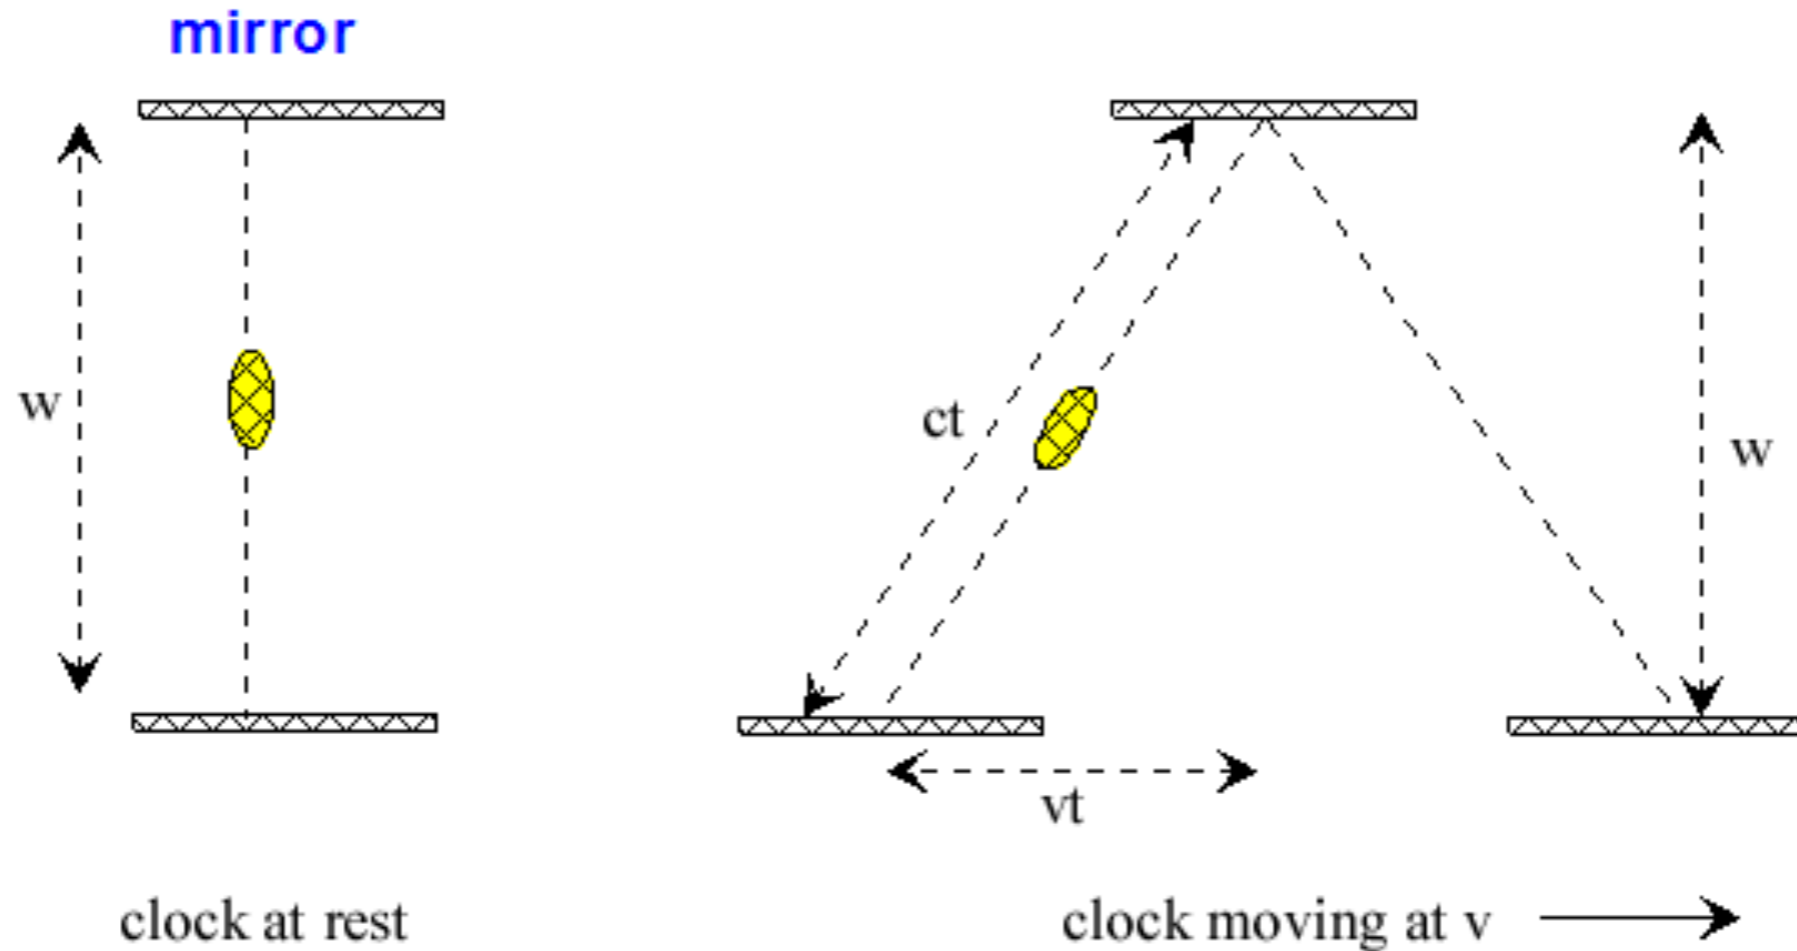 mirror
w
ct
w
vt
clock at rest
clock moving at v